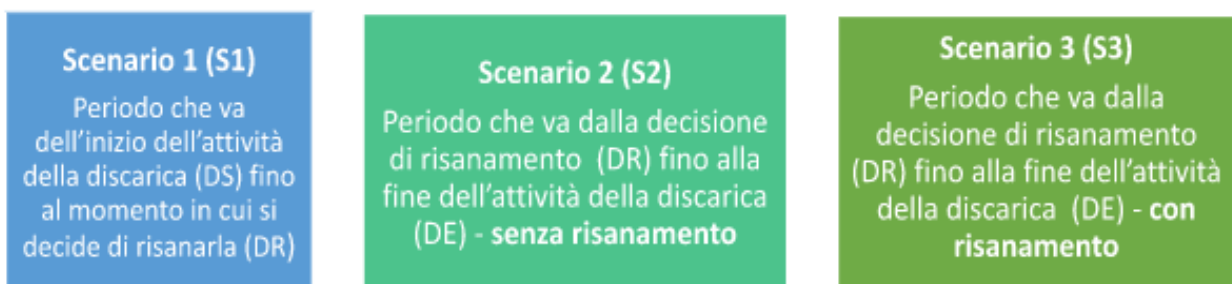 Scenario 1 (S1)
Periodo che va
dell'inizio dell'attività
della discarica (DS) fino
al momento in cui si
decide di risanarla (DR)
Scenario 2 (S2)
Periodo che va dalla decisione
di risanamento (DR) fino alla
fine dell'attività della discarica
(DE) - senza risanamento
Scenario 3 (S3)
Periodo che va dalla
decisione di risanamento
(DR) fino alla fine dell'attività
della discarica (DE) - con
risanamento